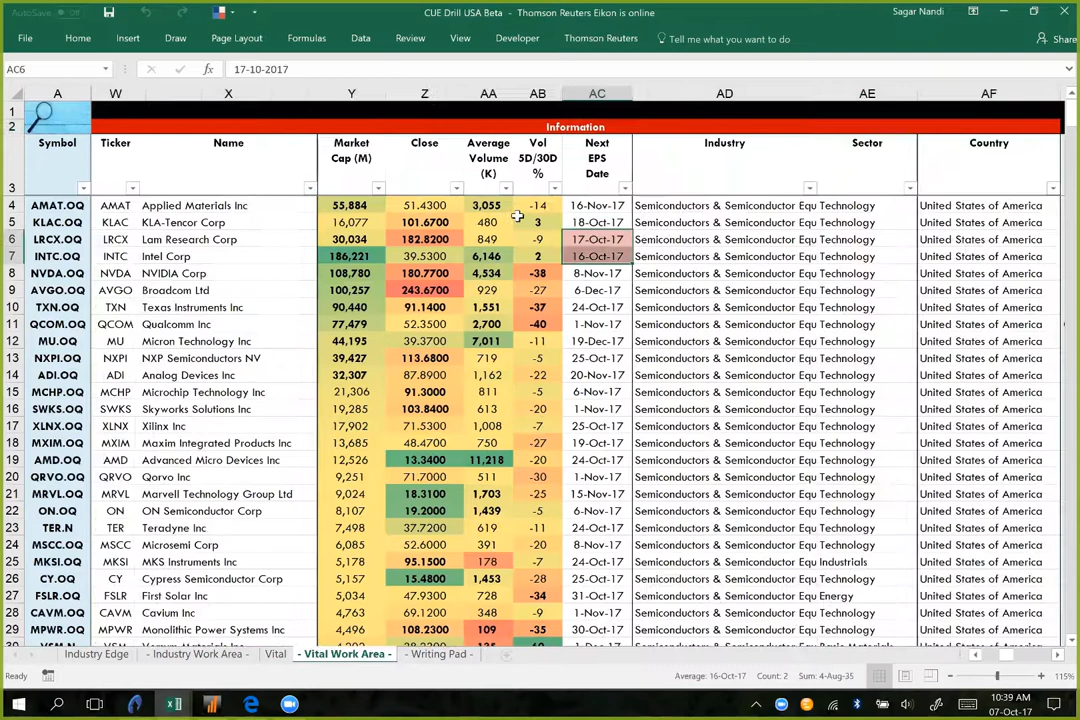 AutoSave Off CUE Drill USA Beta - Thomson Reuters Eikon is online Sagar Nandi
File Home Insert Draw Page Layout Formulas Data Review View Developer Thomson Reuters Tell me what you want to do Share
AC6 fx 17-10-2017
A W X Y Z AA AB AC AD AE AF
1
2 Information
Symbol Ticker Name Market Cap (M) Close Average Volume (K) Vol 5D/30D % Next EPS Date Industry Sector Country
3
4 AMAT.OQ AMAT Applied Materials Inc 55,884 51.4300 3,055 -14 16-Nov-17 Semiconductors & Semiconductor Equ Technology United States of America
5 KLAC.OQ KLAC KLA-Tencor Corp 16,077 101.6700 480 3 18-Oct-17 Semiconductors & Semiconductor Equ Technology United States of America
6 LRCX.OQ LRCX Lam Research Corp 30,034 182.8200 849 -9 17-Oct-17 Semiconductors & Semiconductor Equ Technology United States of America
7 INTC.OQ INTC Intel Corp 186,221 39.5300 6,146 2 16-Oct-17 Semiconductors & Semiconductor Equ Technology United States of America
8 NVDA.OQ NVDA NVIDIA Corp 108,780 180.7700 4,534 -38 8-Nov-17 Semiconductors & Semiconductor Equ Technology United States of America
9 AVGO.OQ AVGO Broadcom Ltd 100,257 243.6700 929 -27 6-Dec-17 Semiconductors & Semiconductor Equ Technology United States of America
10 TXN.OQ TXN Texas Instruments Inc 90,440 91.1400 1,551 -37 24-Oct-17 Semiconductors & Semiconductor Equ Technology United States of America
11 QCOM.OQ QCOM Qualcomm Inc 77,479 52.3500 2,700 -40 1-Nov-17 Semiconductors & Semiconductor Equ Technology United States of America
12 MU.OQ MU Micron Technology Inc 44,195 39.3700 7,011 -11 19-Dec-17 Semiconductors & Semiconductor Equ Technology United States of America
13 NXPI.OQ NXPI NXP Semiconductors NV 39,427 113.6800 719 -5 25-Oct-17 Semiconductors & Semiconductor Equ Technology United States of America
14 ADI.OQ ADI Analog Devices Inc 32,307 87.8900 1,162 -22 20-Nov-17 Semiconductors & Semiconductor Equ Technology United States of America
15 MCHP.OQ MCHP Microchip Technology Inc 21,306 91.3000 811 -5 6-Nov-17 Semiconductors & Semiconductor Equ Technology United States of America
16 SWKS.OQ SWKS Skyworks Solutions Inc 19,285 103.8400 613 -20 1-Nov-17 Semiconductors & Semiconductor Equ Technology United States of America
17 XLNX.OQ XLNX Xilinx Inc 17,902 71.5300 1,008 -7 25-Oct-17 Semiconductors & Semiconductor Equ Technology United States of America
18 MXIM.OQ MXIM Maxim Integrated Products Inc 13,685 48.4700 750 -27 19-Oct-17 Semiconductors & Semiconductor Equ Technology United States of America
19 AMD.OQ AMD Advanced Micro Devices Inc 12,526 13.3400 11,218 -20 24-Oct-17 Semiconductors & Semiconductor Equ Technology United States of America
20 QRVO.OQ QRVO Qorvo Inc 9,251 71.7000 511 -30 1-Nov-17 Semiconductors & Semiconductor Equ Technology United States of America
21 MRVL.OQ MRVL Marvell Technology Group Ltd 9,024 18.3100 1,703 -25 15-Nov-17 Semiconductors & Semiconductor Equ Technology United States of America
22 ON.OQ ON ON Semiconductor Corp 8,107 19.2000 1,439 -5 6-Nov-17 Semiconductors & Semiconductor Equ Technology United States of America
23 TER.N TER Teradyne Inc 7,498 37.7200 619 -11 24-Oct-17 Semiconductors & Semiconductor Equ Technology United States of America
24 MSCC.OQ MSCC Microsemi Corp 6,085 52.6000 391 -20 8-Nov-17 Semiconductors & Semiconductor Equ Technology United States of America
25 MKSI.OQ MKSI MKS Instruments Inc 5,178 95.1500 178 -7 24-Oct-17 Semiconductors & Semiconductor Equ Industrials United States of America
26 CY.OQ CY Cypress Semiconductor Corp 5,157 15.4800 1,453 -28 25-Oct-17 Semiconductors & Semiconductor Equ Technology United States of America
27 FSLR.OQ FSLR First Solar Inc 5,034 47.9300 728 -34 31-Oct-17 Semiconductors & Semiconductor Equ Energy United States of America
28 CAVM.OQ CAVM Cavium Inc 4,763 69.1200 348 -9 1-Nov-17 Semiconductors & Semiconductor Equ Technology United States of America
29 MPWR.OQ MPWR Monolithic Power Systems Inc 4,496 108.2300 109 -35 30-Oct-17 Semiconductors & Semiconductor Equ Technology United States of America
Industry Edge - Industry Work Area - Vital - Vital Work Area - - Writing Pad -
Ready Average: 16-Oct-17 Count: 2 Sum: 4-Aug-35 115%
10:39 AM
07-Oct-17